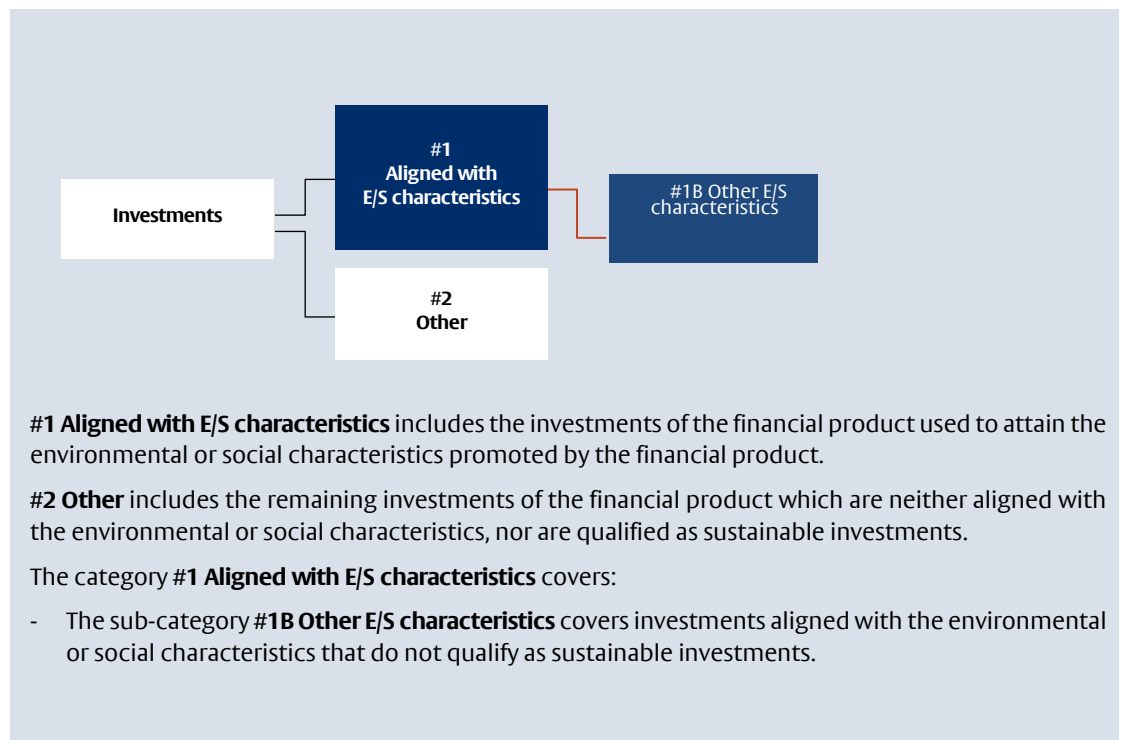 #1
Aligned with
E/S characteristics
Investments
#1B Other E/S
characteristics
#2
Other
#1 Aligned with E/S characteristics includes the investments of the financial product used to attain the
environmental or social characteristics promoted by the financial product.
#2 Other includes the remaining investments of the financial product which are neither aligned with
the environmental or social characteristics, nor are qualified as sustainable investments.
The category #1 Aligned with E/S characteristics covers:
- The sub-category #1B Other E/S characteristics covers investments aligned with the environmental
or social characteristics that do not qualify as sustainable investments.